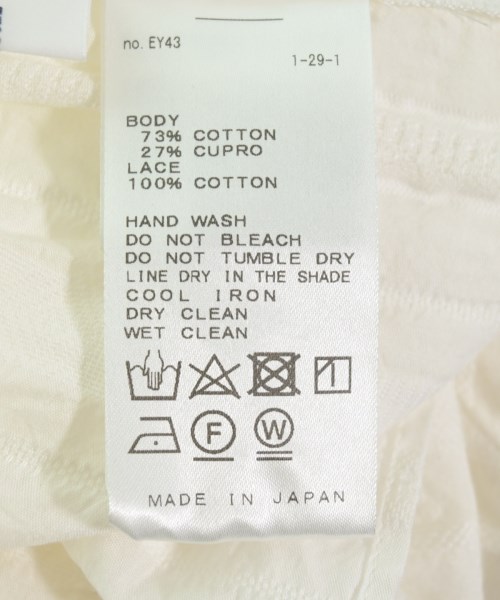 no. EY43
1-29-1
BODY
73% COTTON
27% CUPRO
LACE
100% COTTON
HAND WASH
DO NOT BLEACH
DO NOT TUMBLE DRY
LINE DRY IN THE SHADE
COOL IRON
DRY CLEAN
WET CLEAN
F W
MADE IN JAPAN